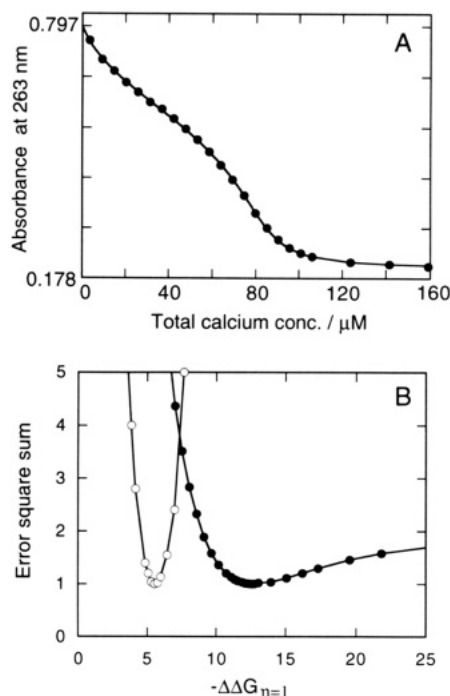 0.797
A
Absorbance at 263 nm
0.178
0 40 80 120 160
Total calcium conc. / μM
5
B
4
3
2
1
0
Error square sum
0 5 10 15 20 25
-ΔΔG n=1